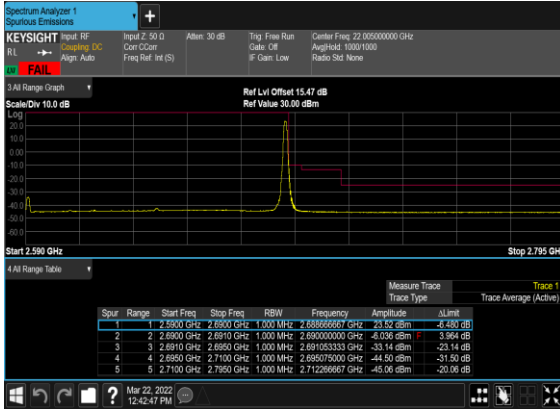 Spectrum Analyzer 1
Spurious Emissions
+
KEYSIGHT Input: RF Input Z: 50 Ω Atten: 30 dB Trig: Free Run Center Freq: 22.005000000 GHz
RL Coupling: DC Corr CCorr Gate: Off Avg|Hold: 1000/1000
Align: Auto Freq Ref: Int (S) IF Gain: Low Radio Std: None
FAIL
3 All Range Graph
Ref Lvl Offset 15.47 dB
Scale/Div 10.0 dB Ref Value 30.00 dBm
Log
20.0
10.0
0.00
-10.0
-20.0
-30.0
-40.0
-50.0
-60.0
Start 2.590 GHz Stop 2.795 GH
4 All Range Table
Measure Trace Trace 1
Trace Type Trace Average (Active)
Spur Range Start Freq Stop Freq RBW Frequency Amplitude ΔLimit
1 1 2.5900 GHz 2.6900 GHz 1.000 MHz 2.688666667 GHz 23.52 dBm -6.480 dB
2 2 2.6900 GHz 2.6910 GHz 1.000 MHz 2.690000000 GHz -6.036 dBm F 3.964 dB
3 3 2.6910 GHz 2.6950 GHz 1.000 MHz 2.691053333 GHz -33.14 dBm -23.14 dB
4 4 2.6950 GHz 2.7100 GHz 1.000 MHz 2.695075000 GHz -44.50 dBm -31.50 dB
5 5 2.7100 GHz 2.7950 GHz 1.000 MHz 2.712266667 GHz -45.06 dBm -20.06 dB
? Mar 22, 2022
12:42:47 PM